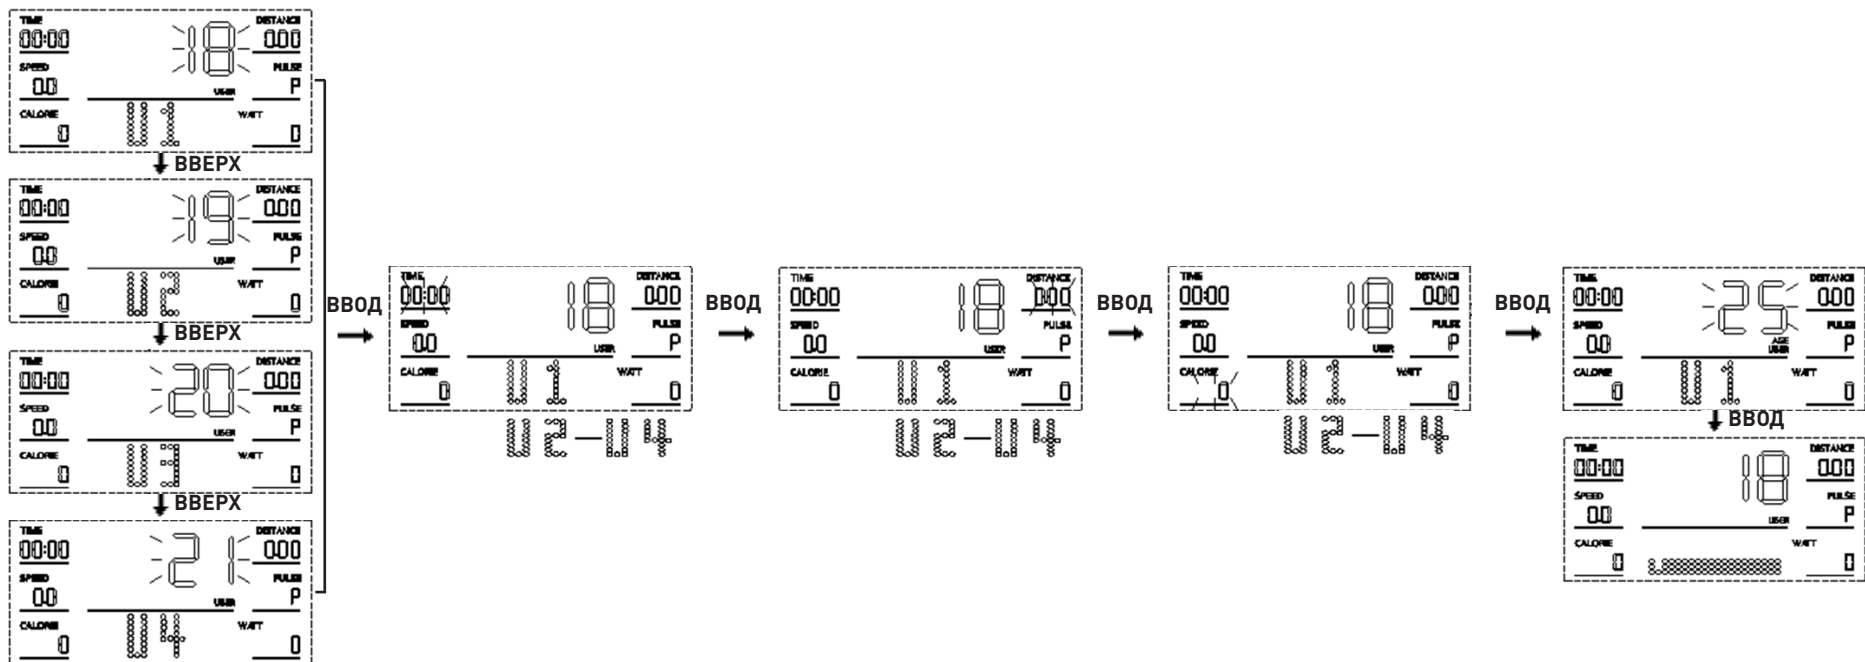 TIME 18 DISTANCE
00:00 0.00
SPEED PULSE
0.0 USER P
CALORIE U1 WATT
0 0
ВВЕРХ
TIME 19 DISTANCE
00:00 0.00
SPEED PULSE
0.0 USER P
CALORIE U2 WATT
0 0
ВВЕРХ
TIME 20 DISTANCE
00:00 0.00
SPEED PULSE
0.0 USER P
CALORIE U3 WATT
0 0
ВВЕРХ
TIME 21 DISTANCE
00:00 0.00
SPEED PULSE
0.0 USER P
CALORIE U4 WATT
0 0
ВВОД
TIME 18 DISTANCE
00:00 0.00
SPEED PULSE
0.0 USER P
CALORIE U1 WATT
0 0
U2—U4
ВВОД
TIME 18 DISTANCE
00:00 0.00
SPEED PULSE
0.0 USER P
CALORIE U1 WATT
0 0
U2—U4
ВВОД
TIME 18 DISTANCE
00:00 0.00
SPEED PULSE
0.0 USER P
CALORIE U1 WATT
0 0
U2—U4
ВВОД
TIME 25 DISTANCE
00:00 0.00
SPEED PULSE
0.0 AGE P
USER
CALORIE U1 WATT
0 0
ВВОД
TIME 18 DISTANCE
00:00 0.00
SPEED PULSE
0.0 USER P
CALORIE WATT
0 0